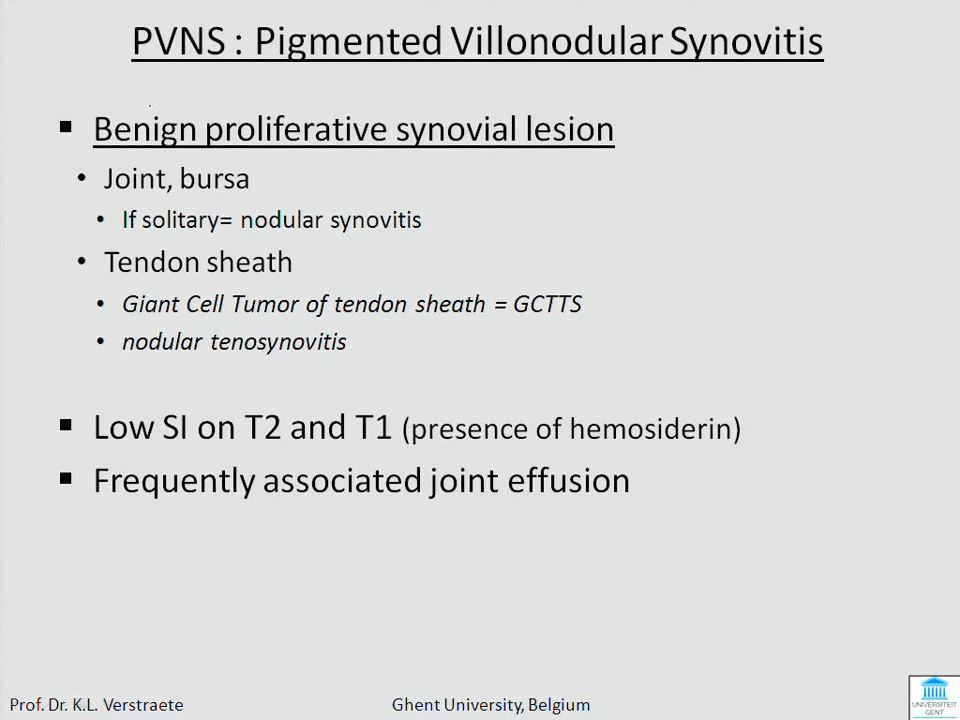 PVNS : Pigmented Villonodular Synovitis
▪ Benign proliferative synovial lesion
• Joint, bursa
• If solitary= nodular synovitis
• Tendon sheath
• Giant Cell Tumor of tendon sheath = GCTTS
• nodular tenosynovitis
▪ Low SI on T2 and T1 (presence of hemosiderin)
▪ Frequently associated joint effusion
Prof. Dr. K.L. Verstraete
Ghent University, Belgium
UNIVERSITEIT
GENT